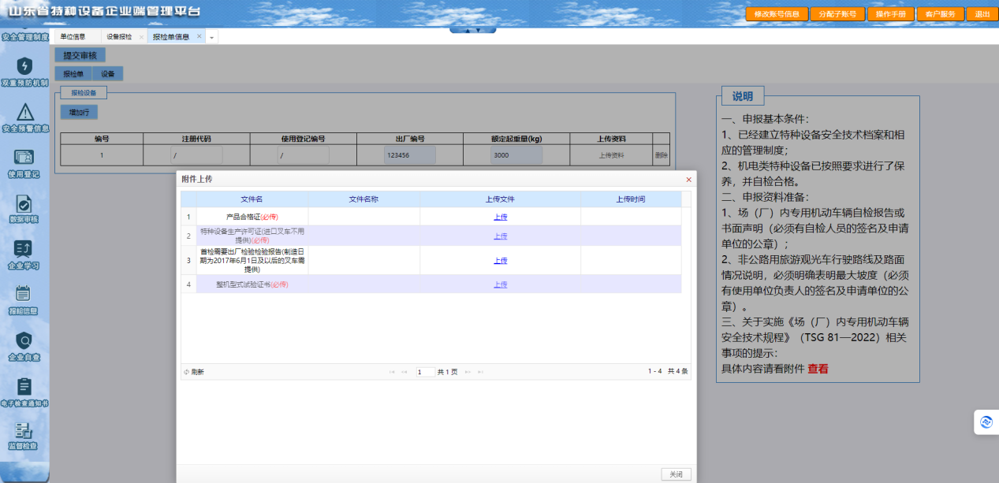 山东省特种设备企业端管理平台
修改账号信息 分配子账号 操作手册 客户服务 退出
安全管理制度
双重预防机制
安全预警信息
使用登记
数据审核
企业学习
报检信息
企业自查
电子检查通知书
监督检查
单位信息 设备报检 × 报检单信息 ×
提交审核
报检单 设备
报检设备
增加行
编号 注册代码 使用登记编号 出厂编号 额定起重量(kg) 上传资料
1 / / 123456 3000 上传资料 删除
附件上传 ×
文件名 文件名称 上传文件 上传时间
1 产品合格证(必传) 上传
2 特种设备生产许可证(进口叉车不用
提供)(必传) 上传
3 首检需要出厂检验检验报告(制造日
期为2017年6月1日及以后的叉车需
提供) 上传
4 整机型式试验证书(必传) 上传
刷新 1 共 1 页 1 - 4 共 4 条
关闭
说明
一、申报基本条件：
1、已经建立特种设备安全技术档案和相
应的管理制度；
2、机电类特种设备已按照要求进行了保
养，并自检合格。
二、申报资料准备：
1、场（厂）内专用机动车辆自检报告或
书面声明（必须有自检人员的签名及申请
单位的公章）；
2、非公路用旅游观光车行驶路线及路面
情况说明，必须明确表明最大坡度（必须
有使用单位负责人的签名及申请单位的公
章）。
三、关于实施《场（厂）内专用机动车辆
安全技术规程》（TSG 81—2022）相关
事项的提示：
具体内容请看附件 查看